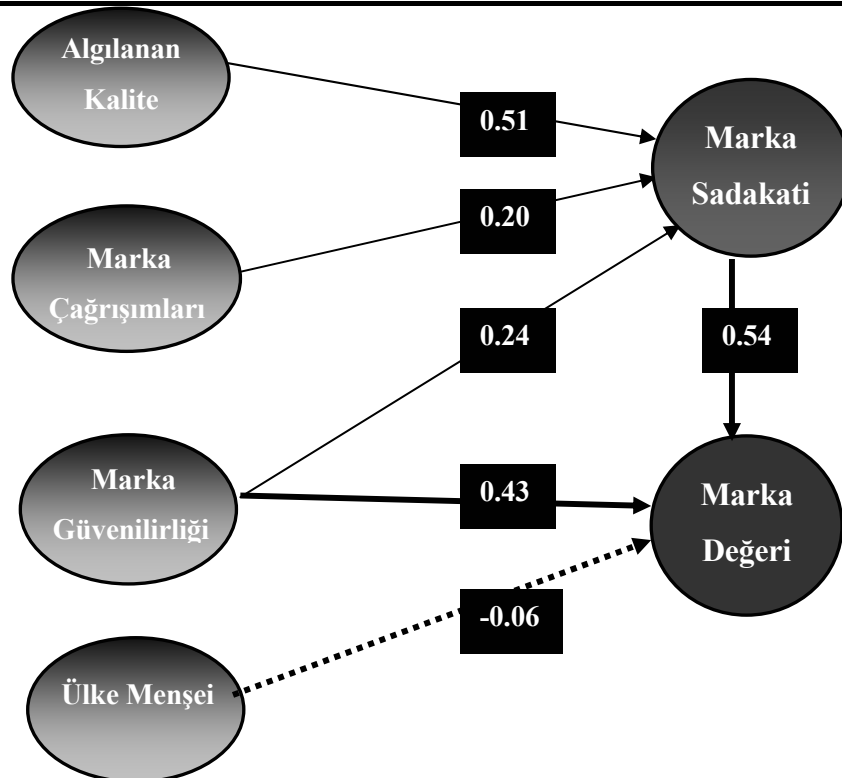 Algılanan
Kalite
0.51
Marka
Sadakati
0.20
Marka
Çağrışımları
0.24
0.54
Marka
Güvenilirliği
0.43
Marka
Değeri
-0.06
Ülke Menşei